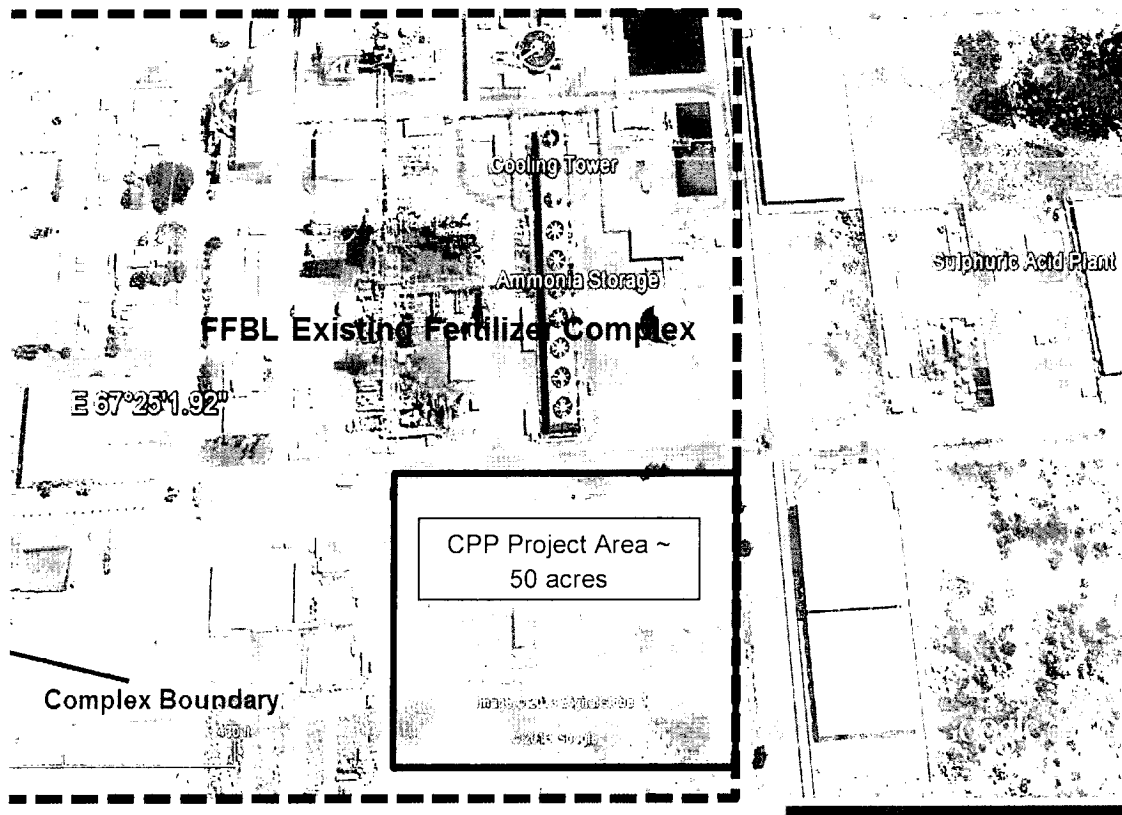 Cooling Tower
Sulphuric Acid Plant
Ammonia Storage
FFBL Existing Fertilizer Complex
E 67°25'1.92"
CPP Project Area ~
50 acres
Complex Boundary
Image ©